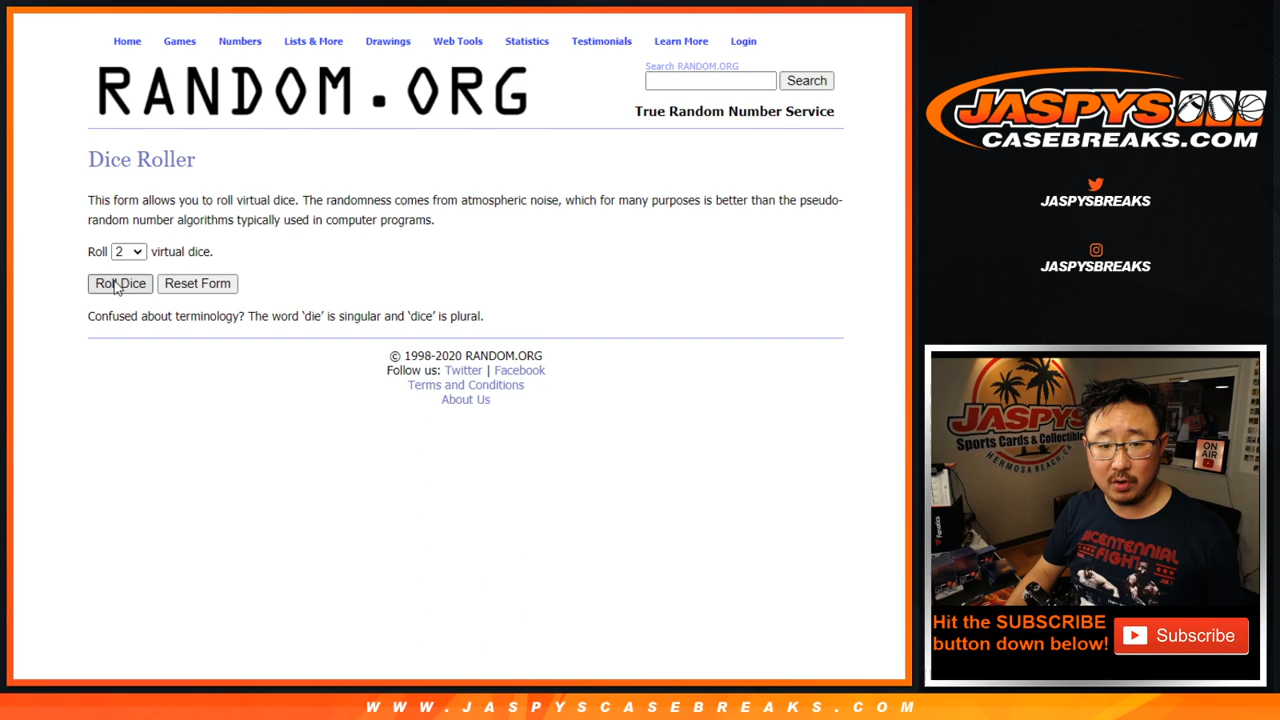 Home Games Numbers Lists & More Drawings Web Tools Statistics Testimonials Learn More Login
RANDOM.ORG
Search RANDOM.ORG
Search
True Random Number Service
Dice Roller
This form allows you to roll virtual dice. The randomness comes from atmospheric noise, which for many purposes is better than the pseudo-
random number algorithms typically used in computer programs.
Roll 2 virtual dice.
Roll Dice Reset Form
Confused about terminology? The word ‘die’ is singular and ‘dice’ is plural.
© 1998-2020 RANDOM.ORG
Follow us: Twitter | Facebook
Terms and Conditions
About Us
JASPYS
CASEBREAKS.COM
JASPYSBREAKS
JASPYSBREAKS
JASPYS
Sports Cards & Collectible
HERMOSA BEACH, CA
ON
AIR
Fanatics
BICENTENNIAL
FIGHT
Hit the SUBSCRIBE
button down below!
Subscribe
WWW.JASPYSCASEBREAKS.COM